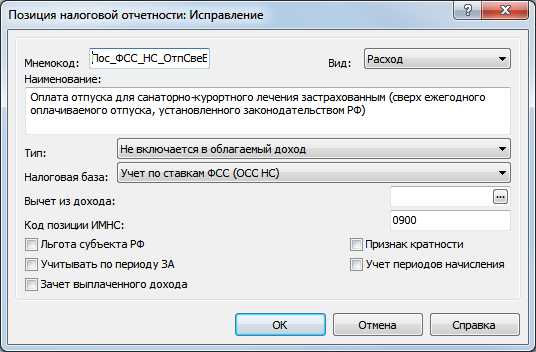 Позиция налоговой отчетности: Исправление
Мнемокод: Пос_ФСС_НС_ОтпСвеЕ Вид: Расход
Наименование:
Оплата отпуска для санаторно-курортного лечения застрахованным (сверх ежегодного
оплачиваемого отпуска, установленного законодательством РФ)
Тип: Не включается в облагаемый доход
Налоговая база: Учет по ставкам ФСС (ОСС НС)
Вычет из дохода: ...
Код позиции ИМНС: 0900
Льгота субъекта РФ Признак кратности
Учитывать по периоду ЗА Учет периодов начисления
Зачет выплаченного дохода
ОК Отмена Справка